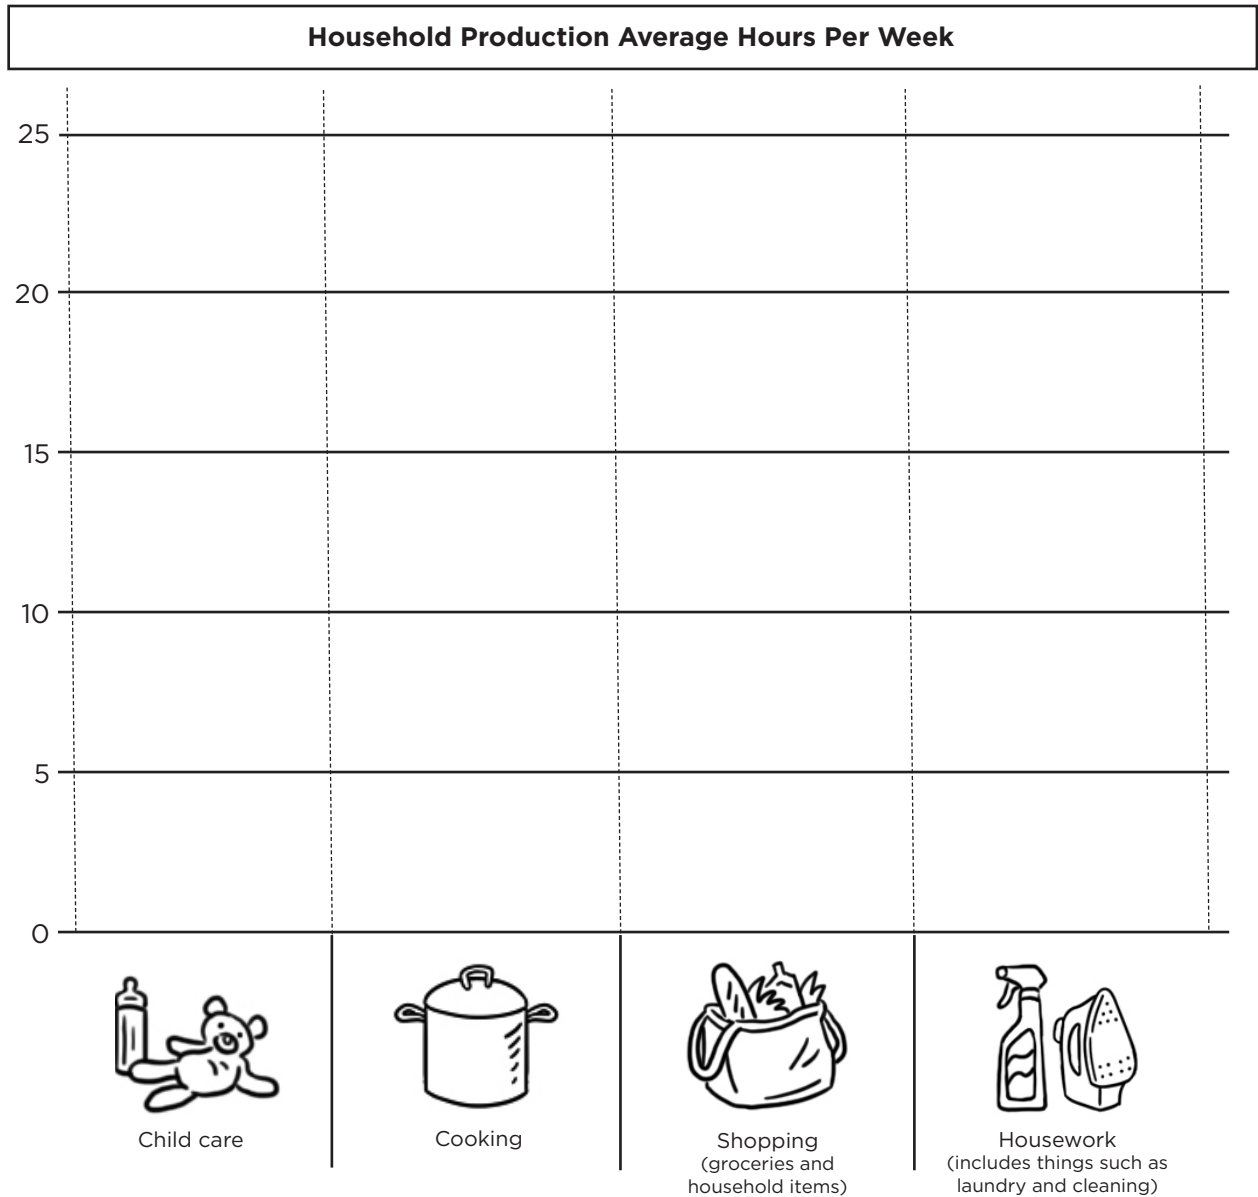 Household Production Average Hours Per Week
25
20
15
10
5
0
Child care
Cooking
Shopping
(groceries and
household items)
Housework
(includes things such as
laundry and cleaning)